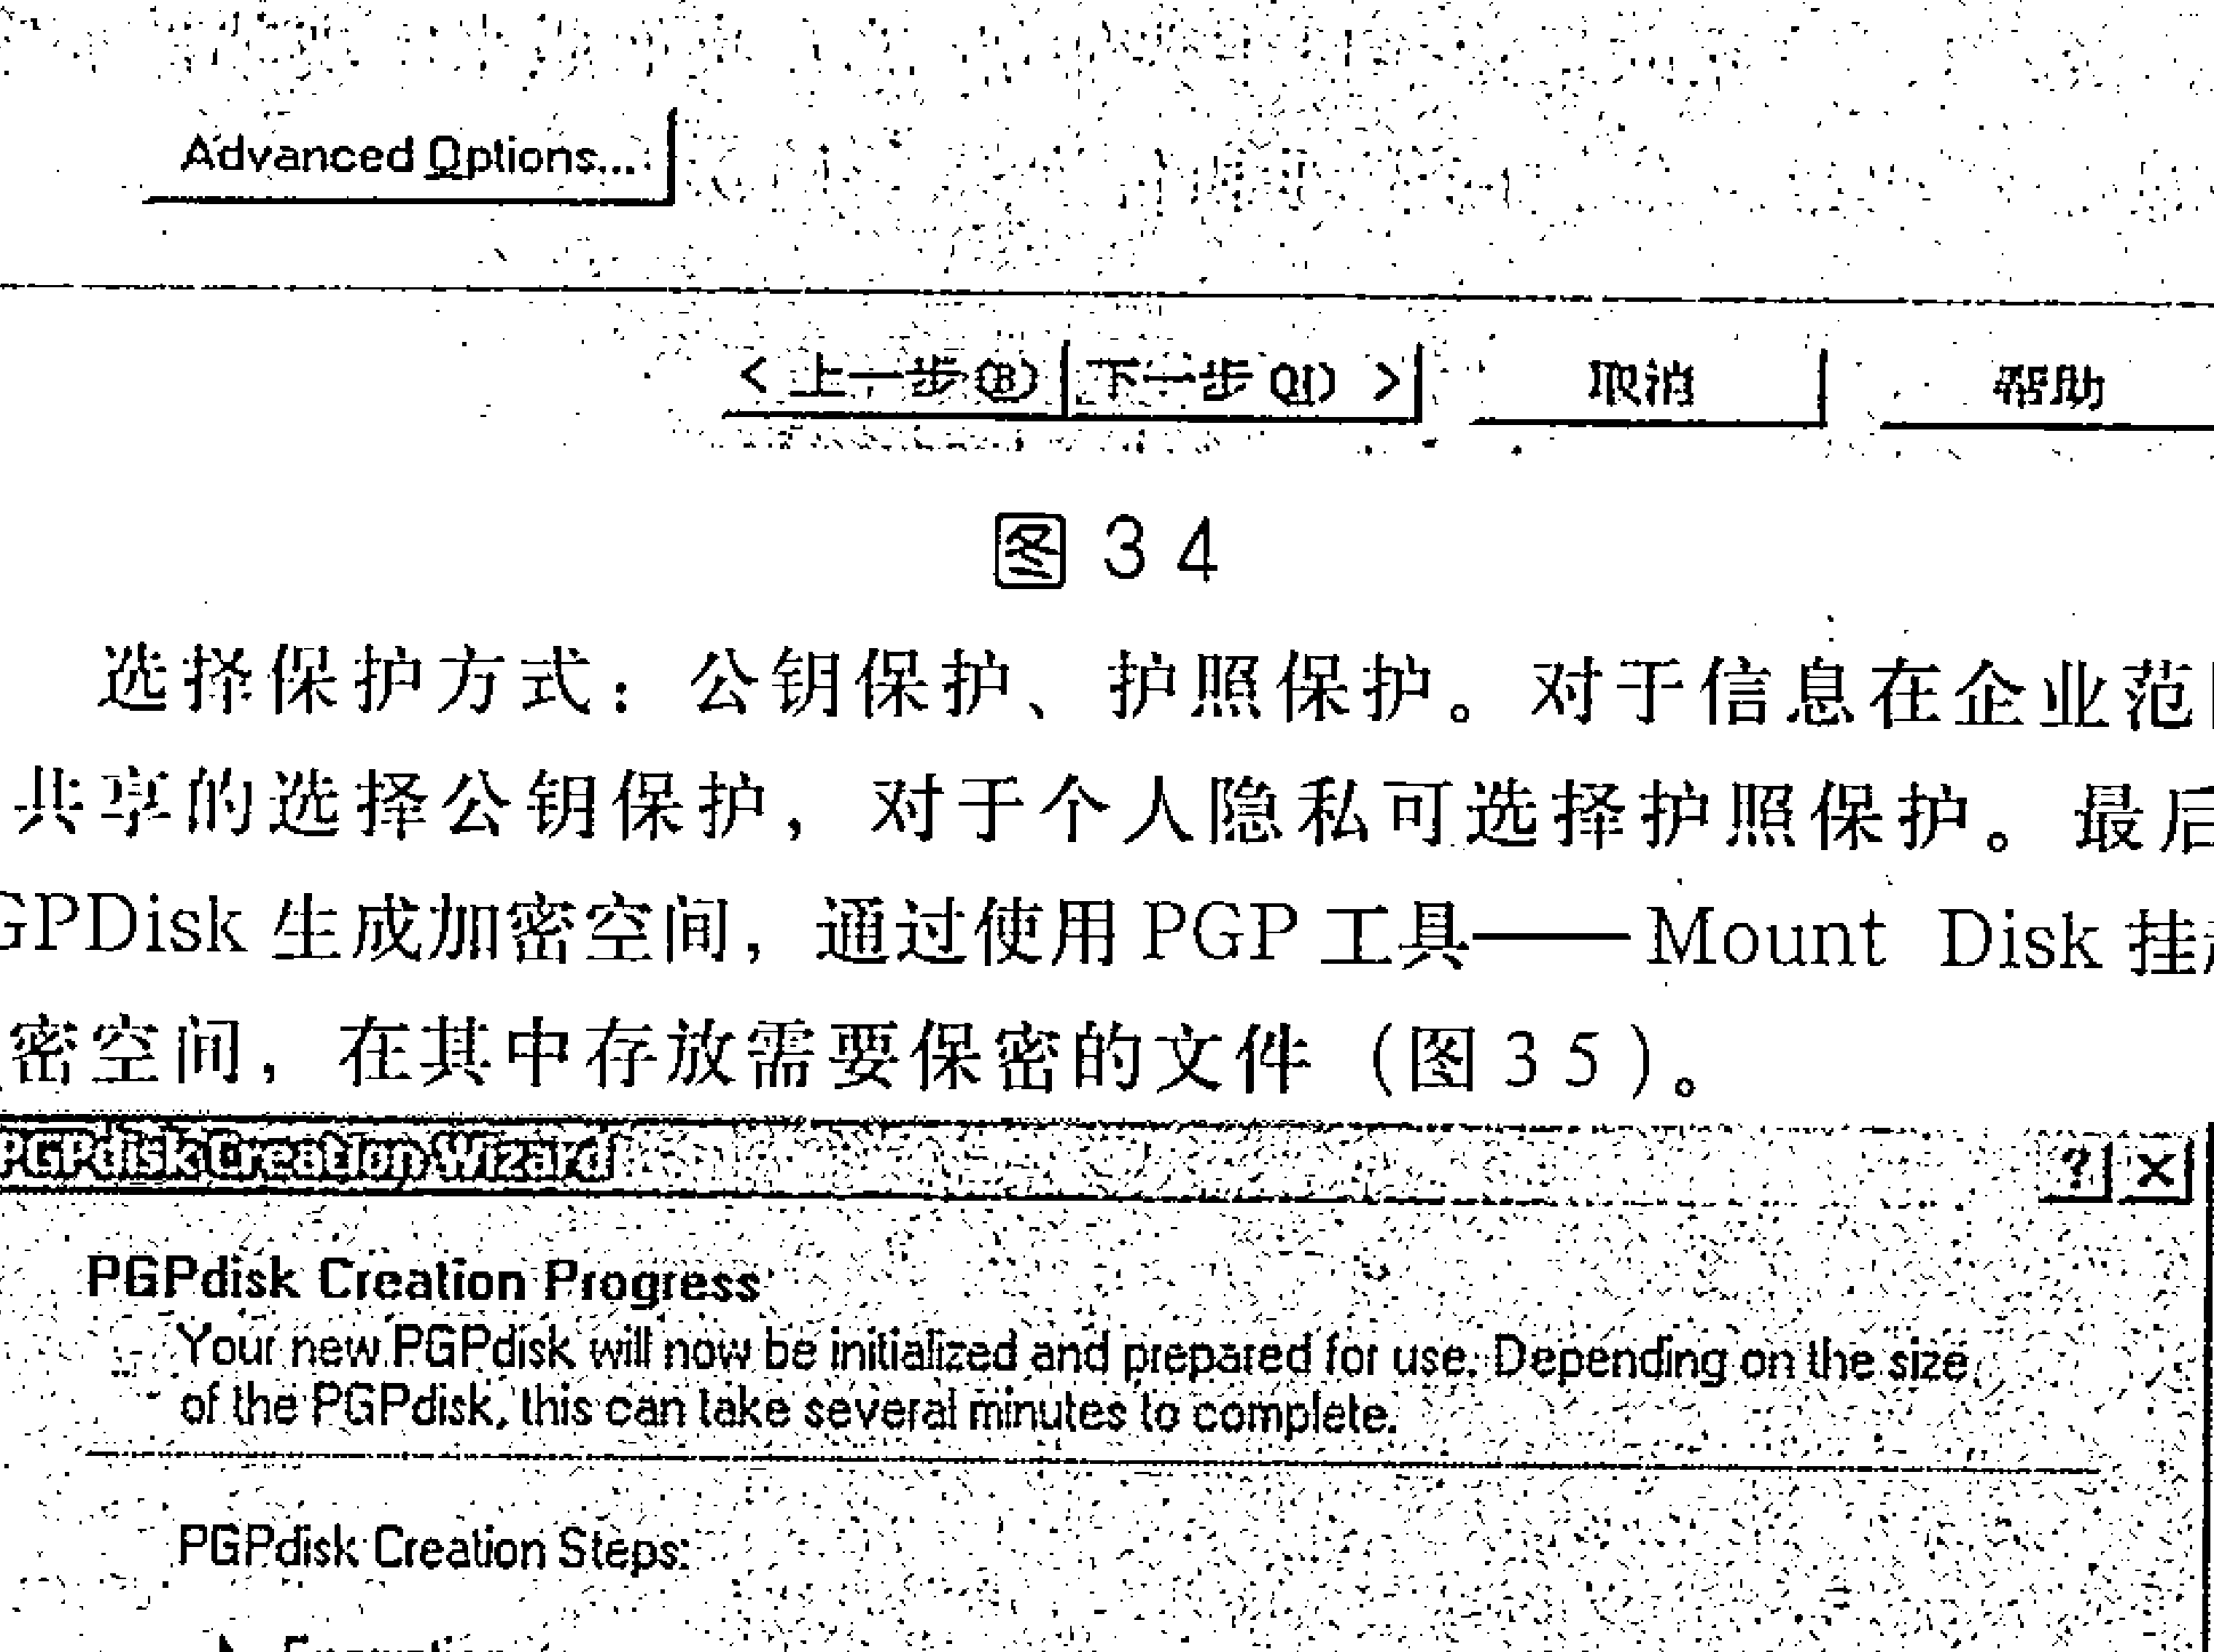 Advanced Options...
< 上一步(B) 下一步(N) > 取消 帮助
图 34
选择保护方式：公钥保护、护照保护。对于信息在企业范
共享的选择公钥保护，对于个人隐私可选择护照保护。最后
GPDisk 生成加密空间，通过使用 PGP 工具——Mount Disk 挂
密空间，在其中存放需要保密的文件（图 35）。
PGPdisk Creation Wizard
PGPdisk Creation Progress
Your new PGPdisk will now be initialized and prepared for use. Depending on the size
of the PGPdisk, this can take several minutes to complete.
PGPdisk Creation Steps: